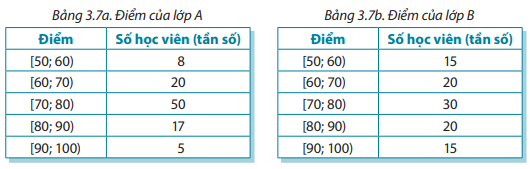 Bảng 3.7a. Điểm của lớp A
Điểm Số học viên (tần số)
[50; 60) 8
[60; 70) 20
[70; 80) 50
[80; 90) 17
[90; 100) 5
Bảng 3.7b. Điểm của lớp B
Điểm Số học viên (tần số)
[50; 60) 15
[60; 70) 20
[70; 80) 30
[80; 90) 20
[90; 100) 15